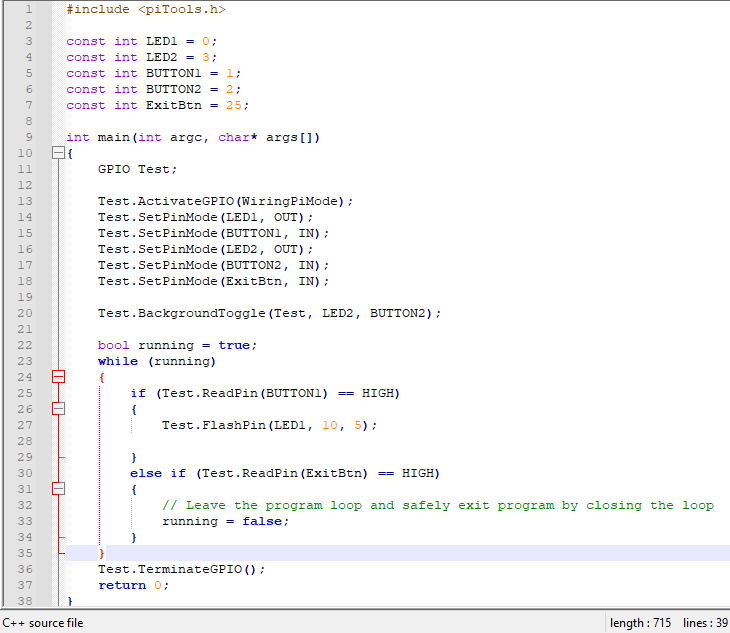 1 #include <piTools.h>
2
3 const int LED1 = 0;
4 const int LED2 = 3;
5 const int BUTTON1 = 1;
6 const int BUTTON2 = 2;
7 const int ExitBtn = 25;
8
9 int main(int argc, char* args[])
10 {
11     GPIO Test;
12
13     Test.ActivateGPIO(WiringPiMode);
14     Test.SetPinMode(LED1, OUT);
15     Test.SetPinMode(BUTTON1, IN);
16     Test.SetPinMode(LED2, OUT);
17     Test.SetPinMode(BUTTON2, IN);
18     Test.SetPinMode(ExitBtn, IN);
19
20     Test.BackgroundToggle(Test, LED2, BUTTON2);
21
22     bool running = true;
23     while (running)
24     {
25         if (Test.ReadPin(BUTTON1) == HIGH)
26         {
27             Test.FlashPin(LED1, 10, 5);
28
29         }
30         else if (Test.ReadPin(ExitBtn) == HIGH)
31         {
32             // Leave the program loop and safely exit program by closing the loop
33             running = false;
34         }
35     }
36     Test.TerminateGPIO();
37     return 0;
38 }
C++ source file length : 715 lines : 39